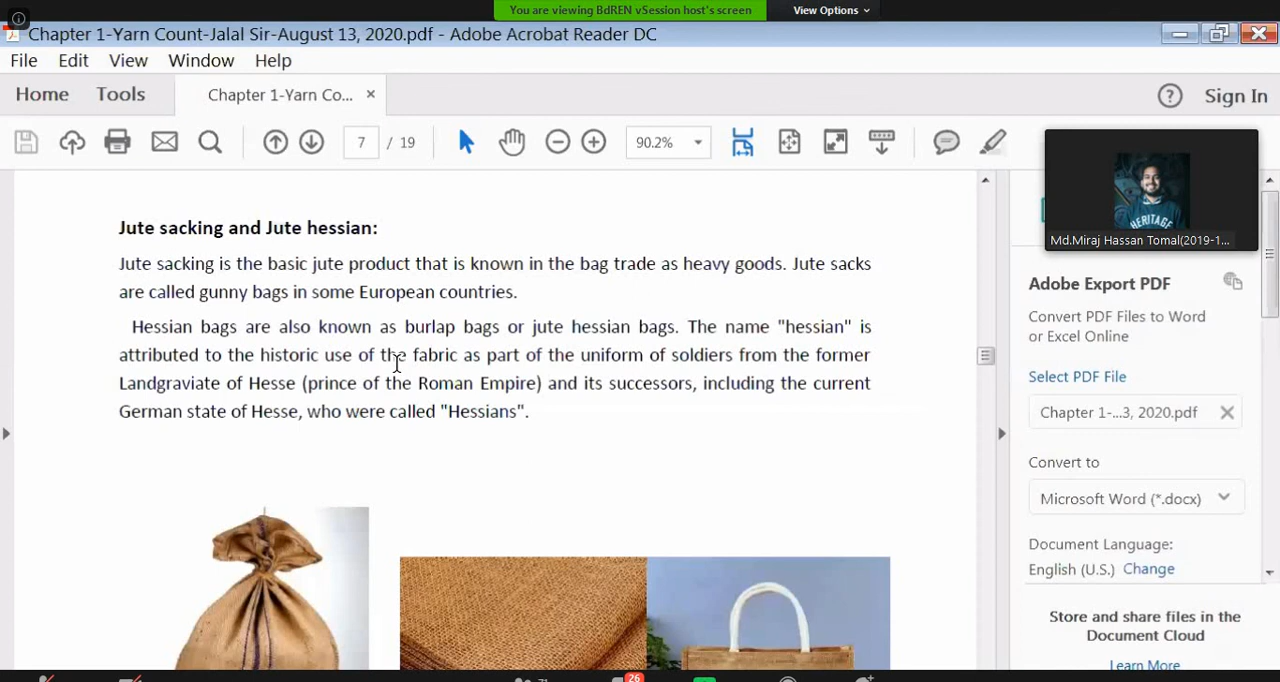 You are viewing BdREN vSession host's screen
View Options
Chapter 1-Yarn Count-Jalal Sir-August 13, 2020.pdf - Adobe Acrobat Reader DC
File Edit View Window Help
Home Tools Chapter 1-Yarn Co... × Sign In
7 / 19 90.2%
HERITAGE
Md.Miraj Hassan Tomal(2019-1...
Jute sacking and Jute hessian:
Jute sacking is the basic jute product that is known in the bag trade as heavy goods. Jute sacks
are called gunny bags in some European countries.
Hessian bags are also known as burlap bags or jute hessian bags. The name "hessian" is
attributed to the historic use of the fabric as part of the uniform of soldiers from the former
Landgraviate of Hesse (prince of the Roman Empire) and its successors, including the current
German state of Hesse, who were called "Hessians".
Adobe Export PDF
Convert PDF Files to Word
or Excel Online
Select PDF File
Chapter 1-...3, 2020.pdf
Convert to
Microsoft Word (*.docx)
Document Language:
English (U.S.) Change
Store and share files in the
Document Cloud
Learn More
26